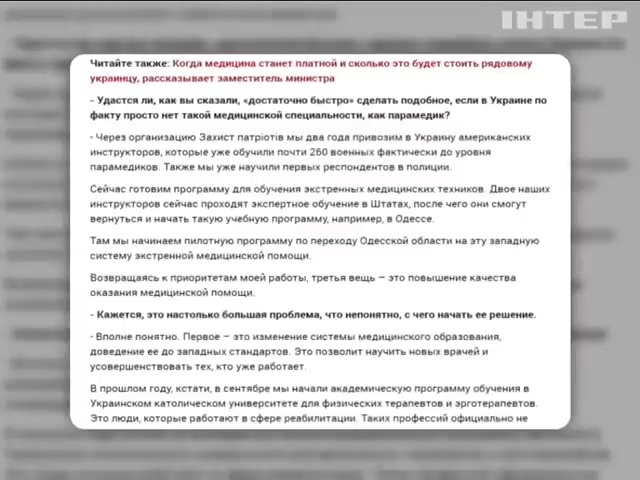 ІНТЕР
Читайте также: Когда медицина станет платной и сколько это будет стоить рядовому
украинцу, рассказывает заместитель министра
- Удастся ли, как вы сказали, «достаточно быстро» сделать подобное, если в Украине по
факту просто нет такой медицинской специальности, как парамедик?
- Через организацию Захист патріотів мы два года привозим в Украину американских
инструкторов, которые уже обучили почти 260 военных фактически до уровня
парамедиков. Также мы уже научили первых респондентов в полиции.
Сейчас готовим программу для обучения экстренных медицинских техников. Двое наших
инструкторов сейчас проходят экспертное обучение в Штатах, после чего они смогут
вернуться и начать такую учебную программу, например, в Одессе.
Там мы начинаем пилотную программу по переходу Одесской области на эту западную
систему экстренной медицинской помощи.
Возвращаясь к приоритетам моей работы, третья вещь – это повышение качества
оказания медицинской помощи.
- Кажется, это настолько большая проблема, что непонятно, с чего начать ее решение.
- Вполне понятно. Первое – это изменение системы медицинского образования,
доведение ее до западных стандартов. Это позволит научить новых врачей и
усовершенствовать тех, кто уже работает.
В прошлом году, кстати, в сентябре мы начали академическую программу обучения в
Украинском католическом университете для физических терапевтов и эрготерапевтов.
Это люди, которые работают в сфере реабилитации. Таких профессий официально не